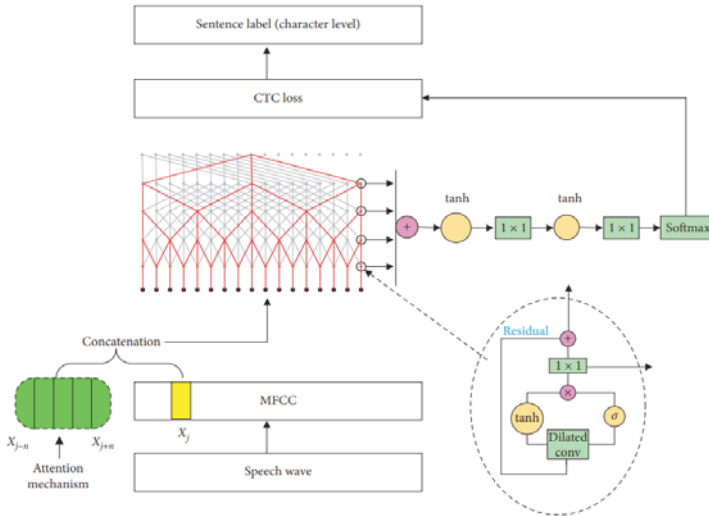 Sentence label (character level)
CTC loss
tanh
tanh
+
1 × 1
1 × 1
Softmax
Concatenation
Residual
+
1 × 1
×
tanh
σ
Dilated
conv
MFCC
X_{j–n}
X_{j+n}
X_j
Attention
mechanism
Speech wave